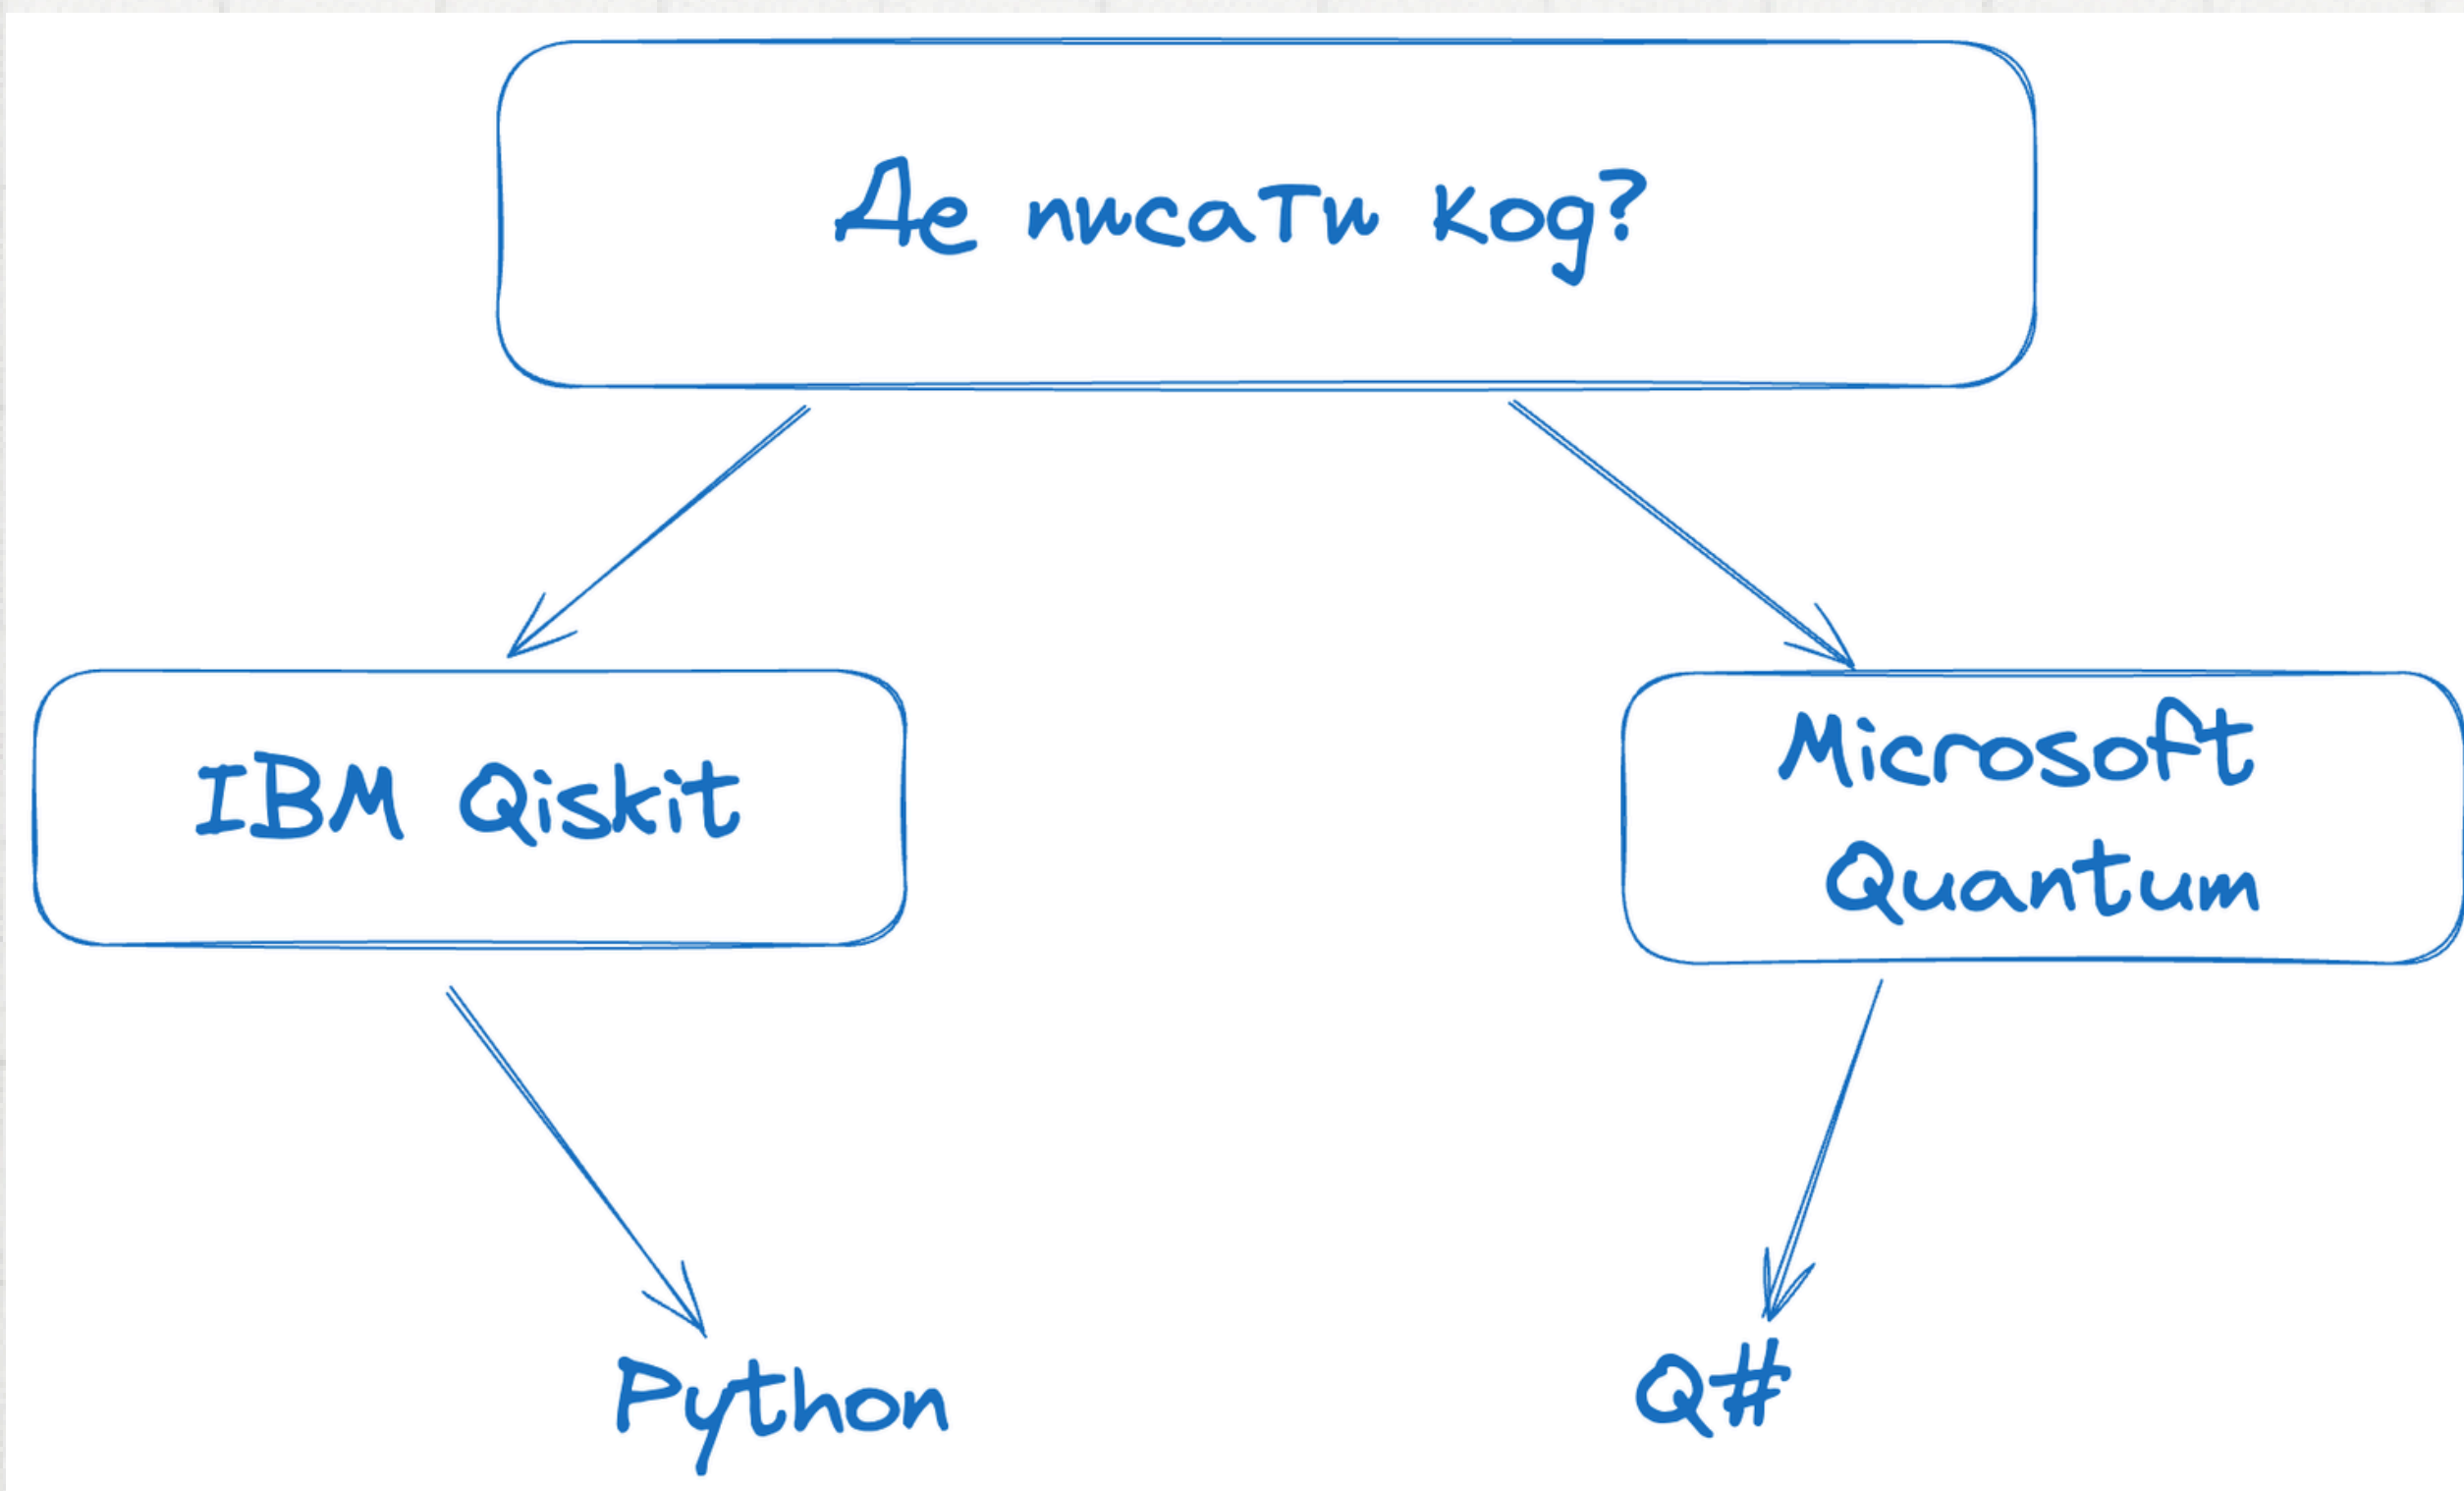 Де писати код?
IBM Qiskit
Microsoft
Quantum
Python
Q#